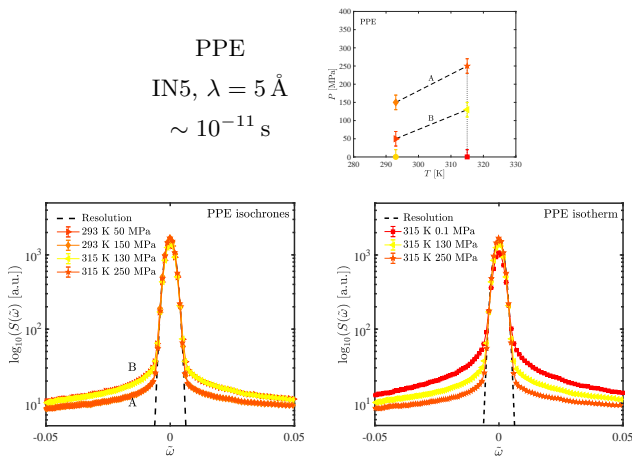 PPE
IN5, λ = 5 Å
∼ 10⁻¹¹ s
PPE
A
B
400
350
300
250
200
150
100
50
0
P [MPa]
280 290 300 310 320 330
T [K]
PPE isochrones
Resolution
293 K 50 MPa
293 K 150 MPa
315 K 130 MPa
315 K 250 MPa
B
A
10³
10²
10¹
log₁₀(S(ω̃) [a.u.]
-0.05 0 0.05
ω̃
PPE isotherm
Resolution
315 K 0.1 MPa
315 K 130 MPa
315 K 250 MPa
10³
10²
10¹
log₁₀(S(ω̃) [a.u.]
-0.05 0 0.05
ω̃